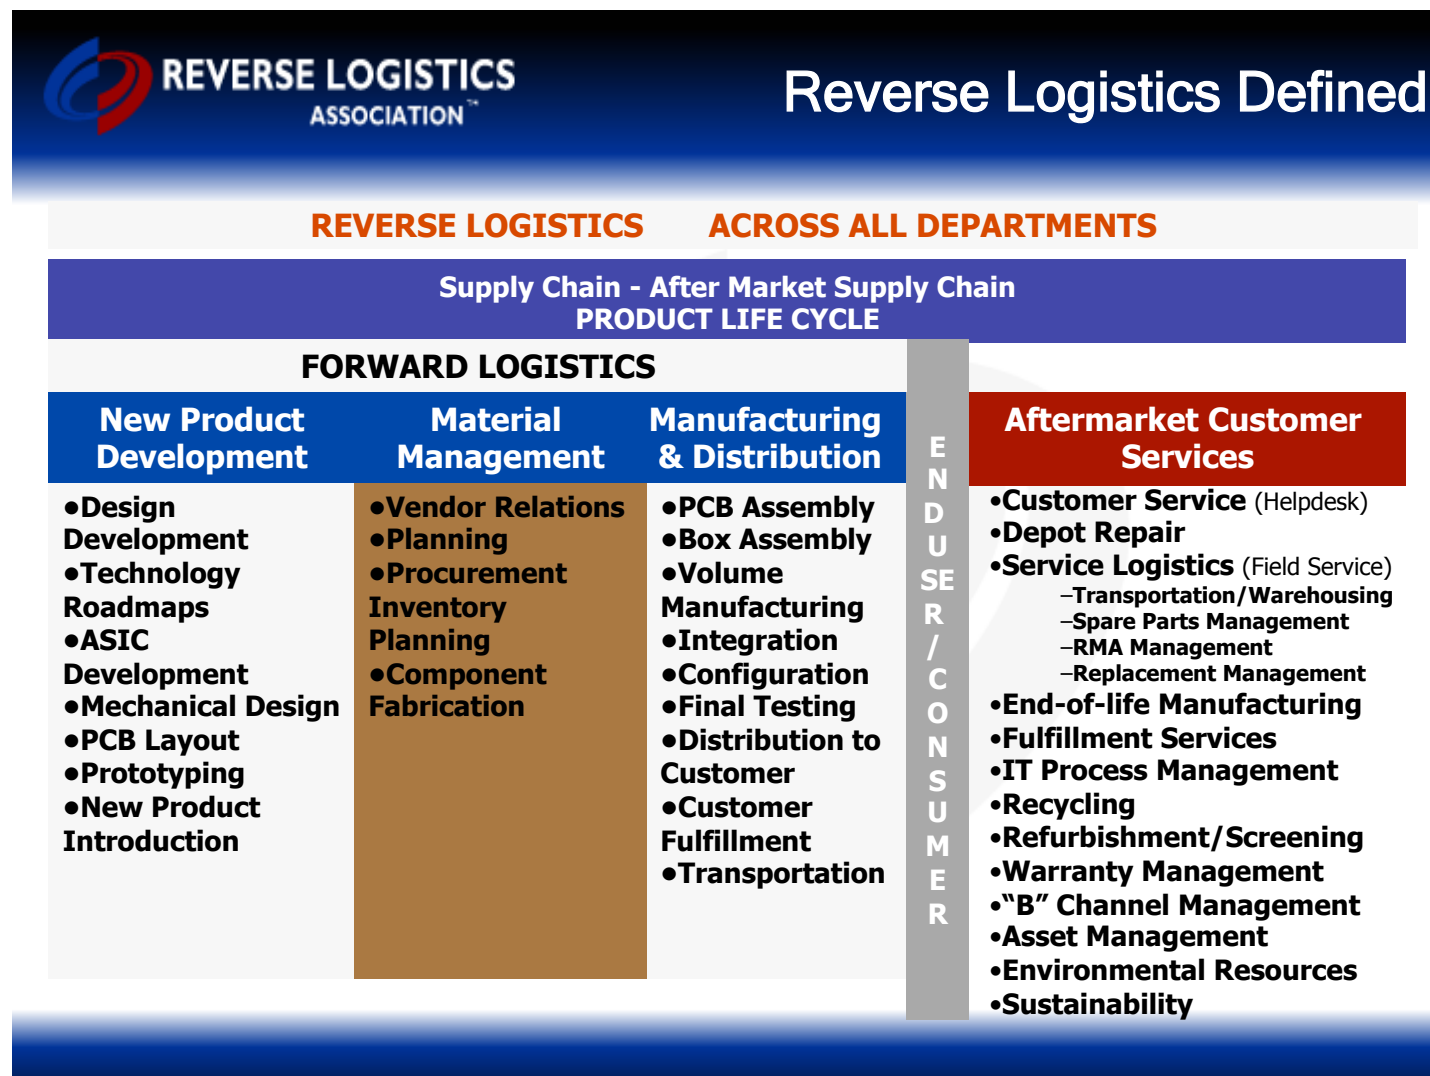 REVERSE LOGISTICS
ASSOCIATION™
Reverse Logistics Defined
REVERSE LOGISTICS ACROSS ALL DEPARTMENTS
Supply Chain - After Market Supply Chain
PRODUCT LIFE CYCLE
FORWARD LOGISTICS
New Product
Development
•Design
Development
•Technology
Roadmaps
•ASIC
Development
•Mechanical Design
•PCB Layout
•Prototyping
•New Product
Introduction
Material
Management
•Vendor Relations
•Planning
•Procurement
Inventory
Planning
•Component
Fabrication
Manufacturing
& Distribution
•PCB Assembly
•Box Assembly
•Volume
Manufacturing
•Integration
•Configuration
•Final Testing
•Distribution to
Customer
•Customer
Fulfillment
•Transportation
E
N
D
U
SE
R
/
C
O
N
S
U
M
E
R
Aftermarket Customer
Services
•Customer Service (Helpdesk)
•Depot Repair
•Service Logistics (Field Service)
–Transportation/Warehousing
–Spare Parts Management
–RMA Management
–Replacement Management
•End-of-life Manufacturing
•Fulfillment Services
•IT Process Management
•Recycling
•Refurbishment/Screening
•Warranty Management
•“B” Channel Management
•Asset Management
•Environmental Resources
•Sustainability